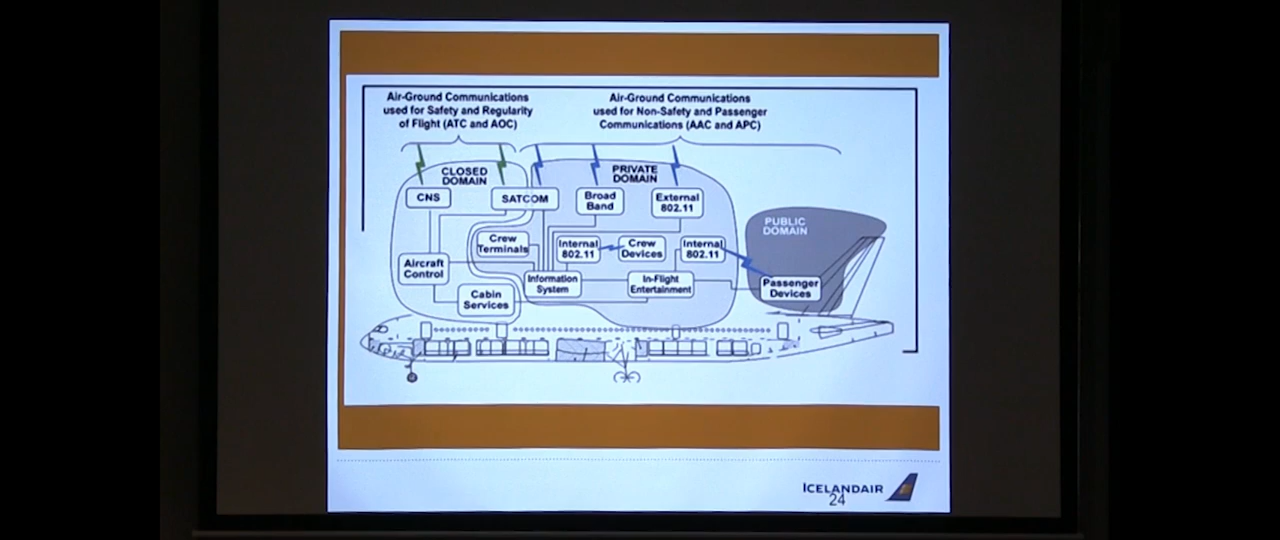 Air-Ground Communications
used for Safety and Regularity
of Flight (ATC and AOC)
Air-Ground Communications
used for Non-Safety and Passenger
Communications (AAC and APC)
CLOSED
DOMAIN
PRIVATE
DOMAIN
PUBLIC
DOMAIN
CNS
SATCOM
Broad
Band
External
802.11
Crew
Terminals
Internal
802.11
Crew
Devices
Internal
802.11
Aircraft
Control
Information
System
In-Flight
Entertainment
Passenger
Devices
Cabin
Services
ICELANDAIR
24